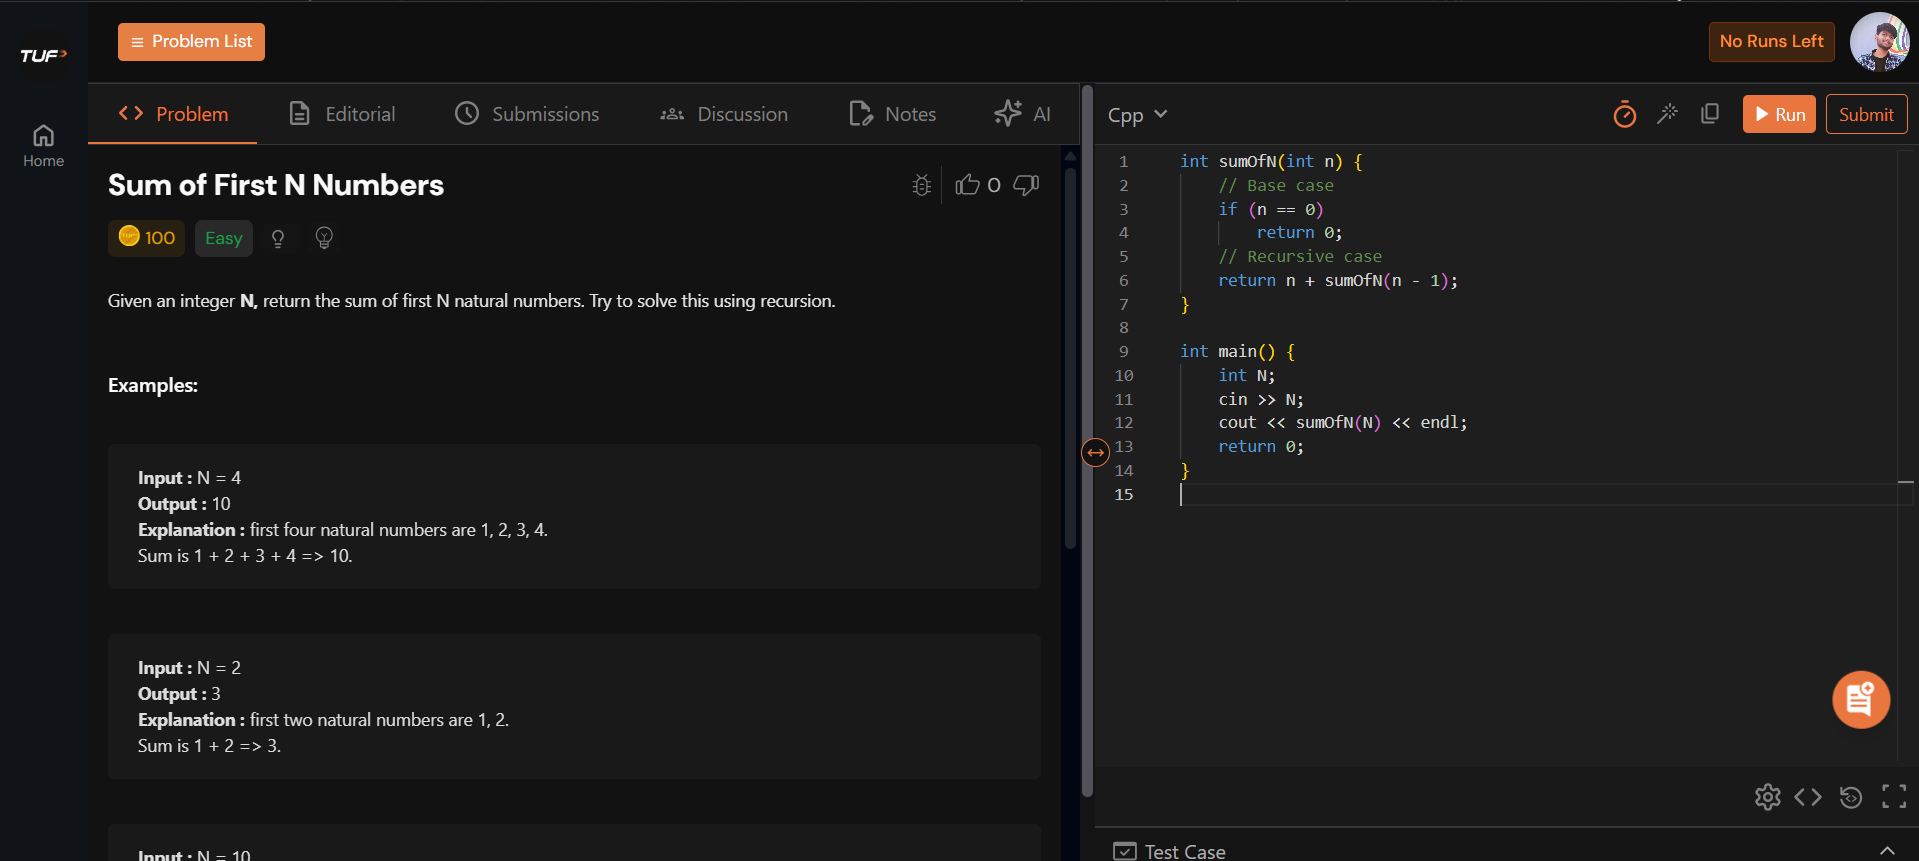 TUF
Problem List
No Runs Left
Home
Problem
Editorial
Submissions
Discussion
Notes
AI
Cpp
Run
Submit
Sum of First N Numbers
0
100
Easy
Given an integer N, return the sum of first N natural numbers. Try to solve this using recursion.
Examples:
Input : N = 4
Output : 10
Explanation : first four natural numbers are 1, 2, 3, 4.
Sum is 1 + 2 + 3 + 4 => 10.
Input : N = 2
Output : 3
Explanation : first two natural numbers are 1, 2.
Sum is 1 + 2 => 3.
Input : N = 10
1 int sumOfN(int n) {
2 // Base case
3 if (n == 0)
4 return 0;
5 // Recursive case
6 return n + sumOfN(n - 1);
7 }
8
9 int main() {
10 int N;
11 cin >> N;
12 cout << sumOfN(N) << endl;
13 return 0;
14 }
15
Test Case